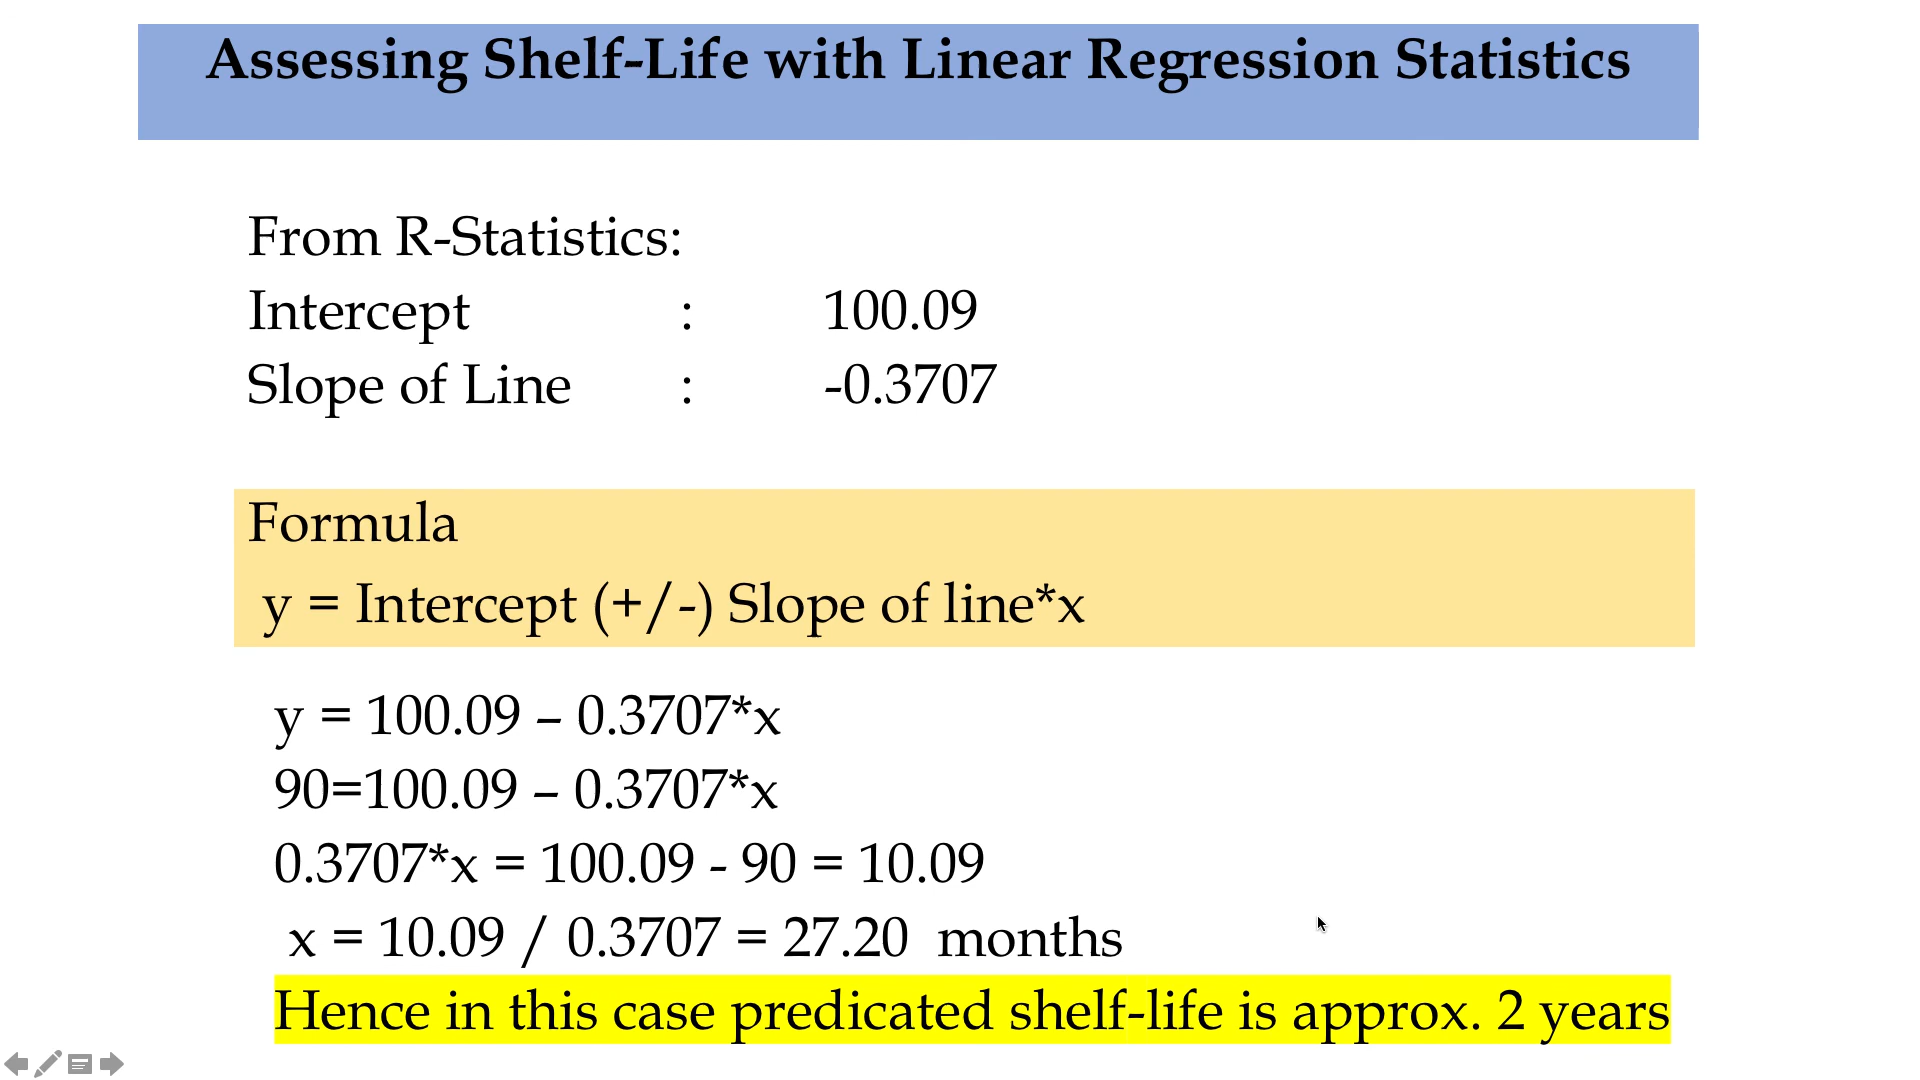 Assessing Shelf-Life with Linear Regression Statistics
From R-Statistics:
Intercept : 100.09
Slope of Line : -0.3707
Formula
y = Intercept (+/-) Slope of line*x
y = 100.09 – 0.3707*x
90=100.09 – 0.3707*x
0.3707*x = 100.09 - 90 = 10.09
x = 10.09 / 0.3707 = 27.20 months
Hence in this case predicated shelf-life is approx. 2 years